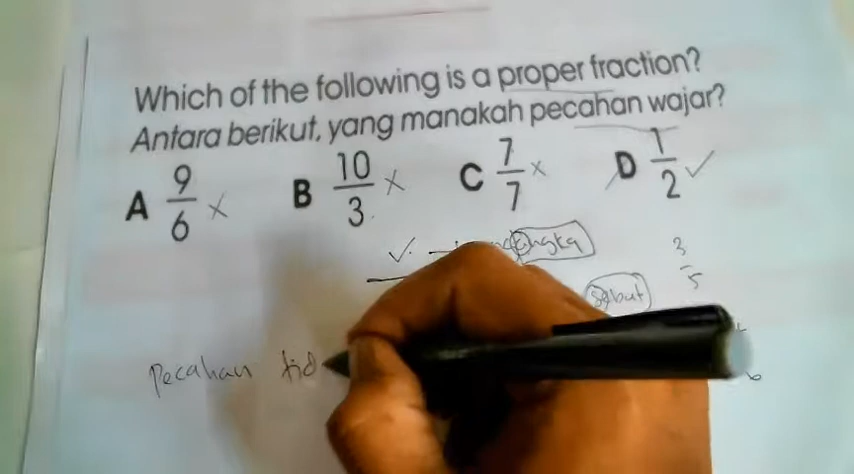 Which of the following is a proper fraction?
Antara berikut, yang manakah pecahan wajar?
A 9/6 x B 10/3 x C 7/7 x D 1/2 ✓
✓ 3/5
Pecahan tid